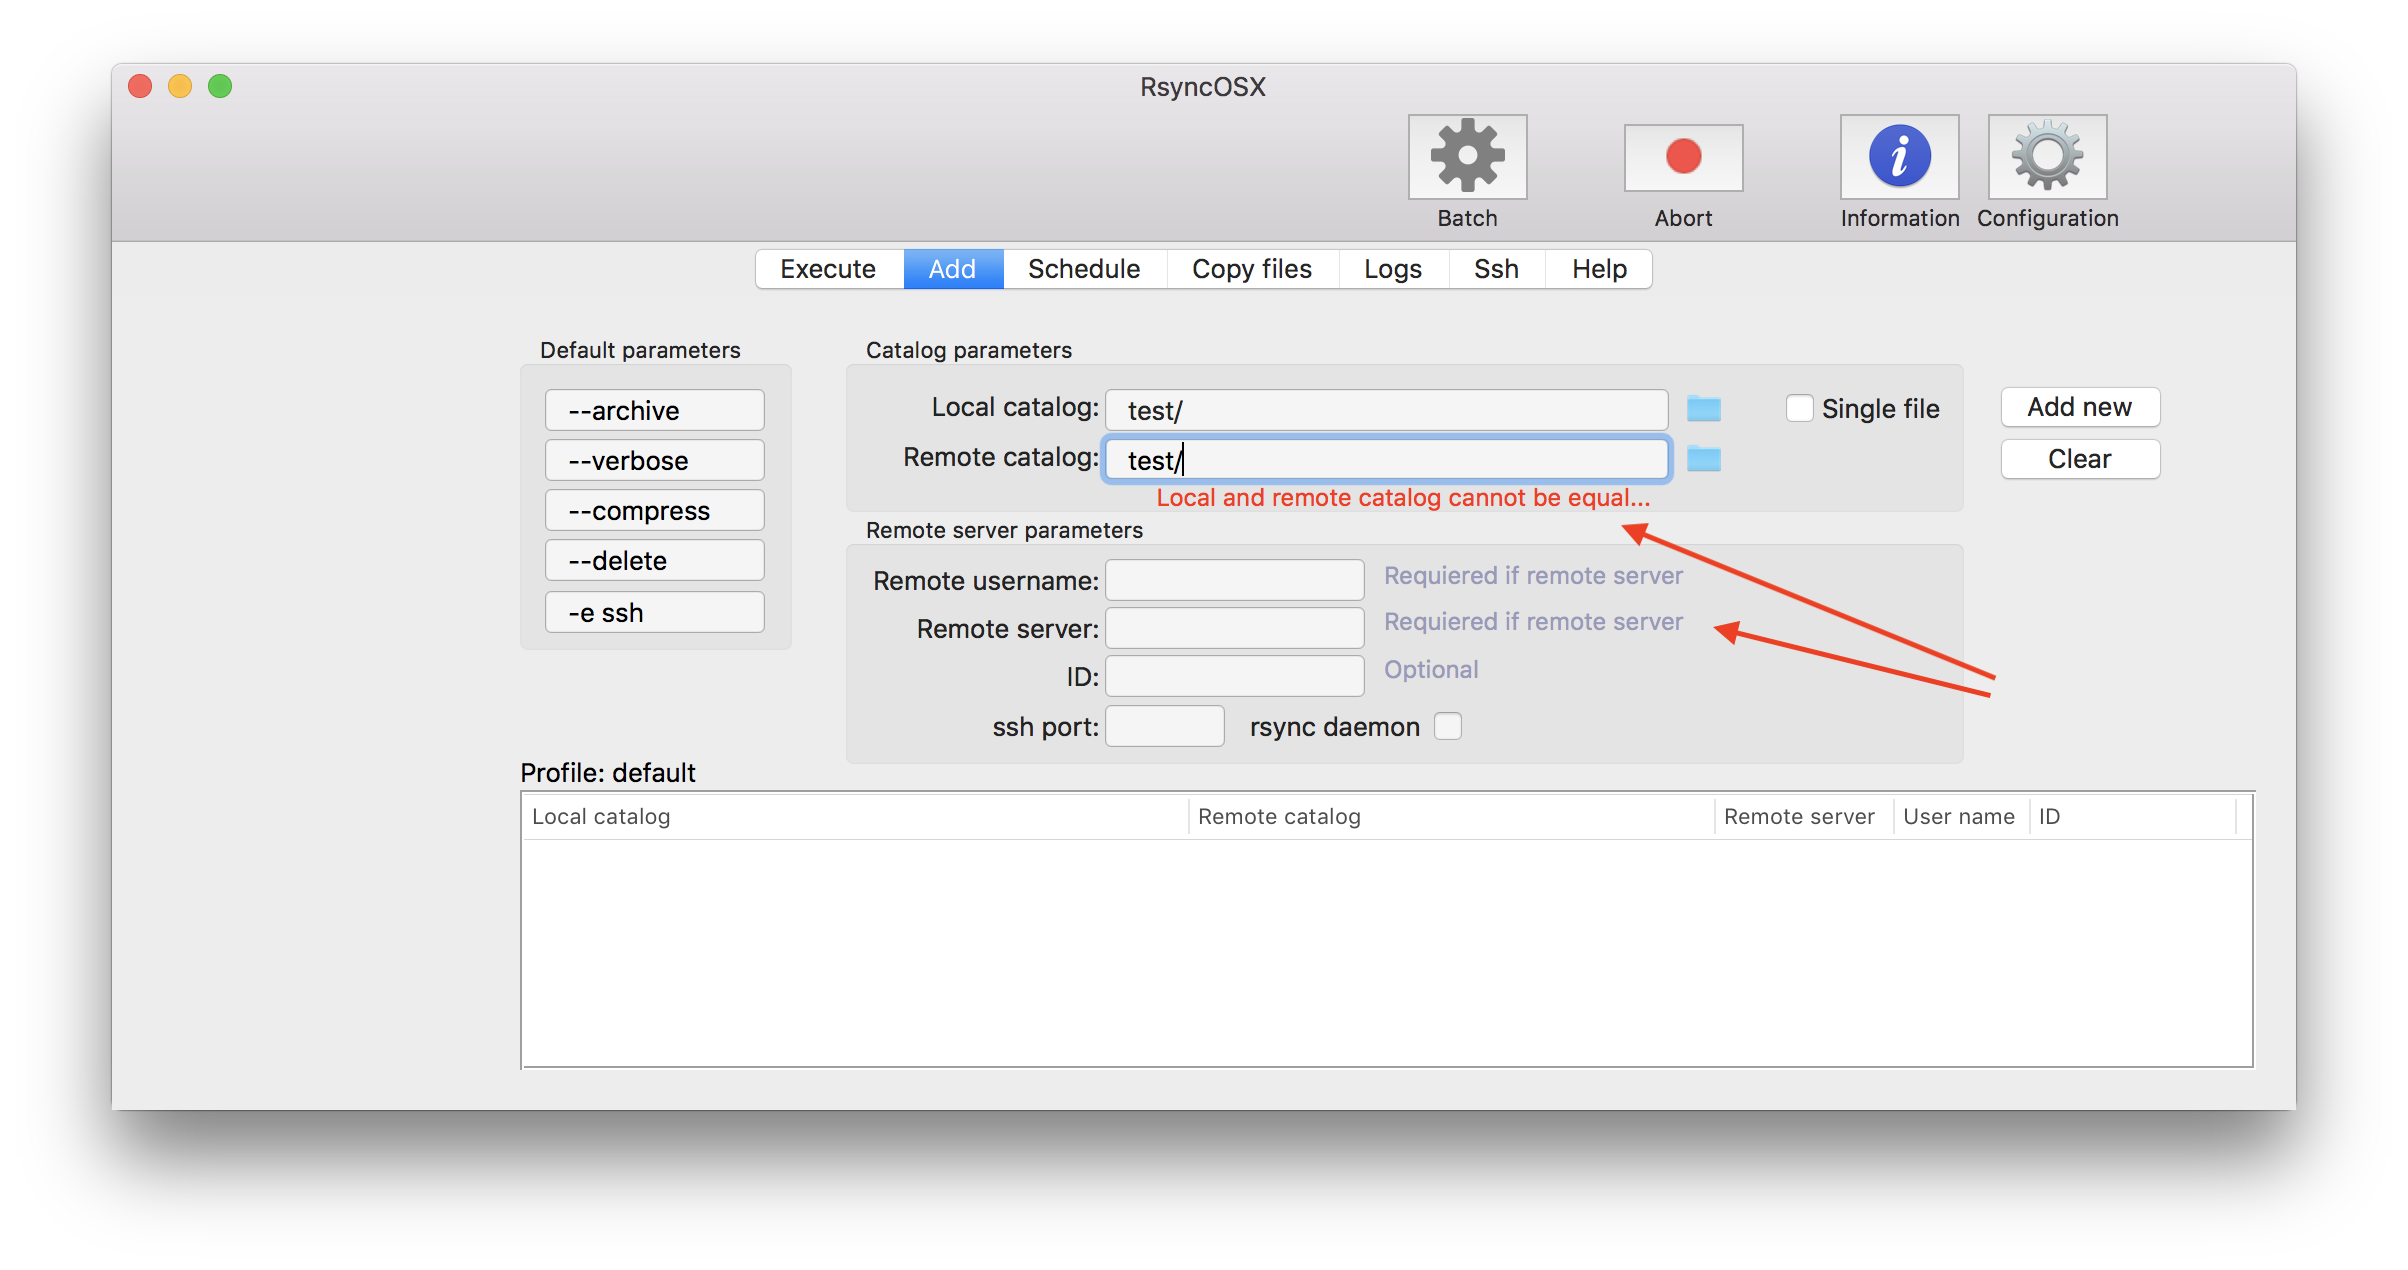 RsyncOSX
Batch
Abort
Information
Configuration
Execute
Add
Schedule
Copy files
Logs
Ssh
Help
Default parameters
--archive
--verbose
--compress
--delete
-e ssh
Catalog parameters
Local catalog: test/
Single file
Remote catalog: test/
Local and remote catalog cannot be equal...
Add new
Clear
Remote server parameters
Remote username: Requiered if remote server
Remote server: Requiered if remote server
ID: Optional
ssh port: rsync daemon
Profile: default
Local catalog Remote catalog Remote server User name ID